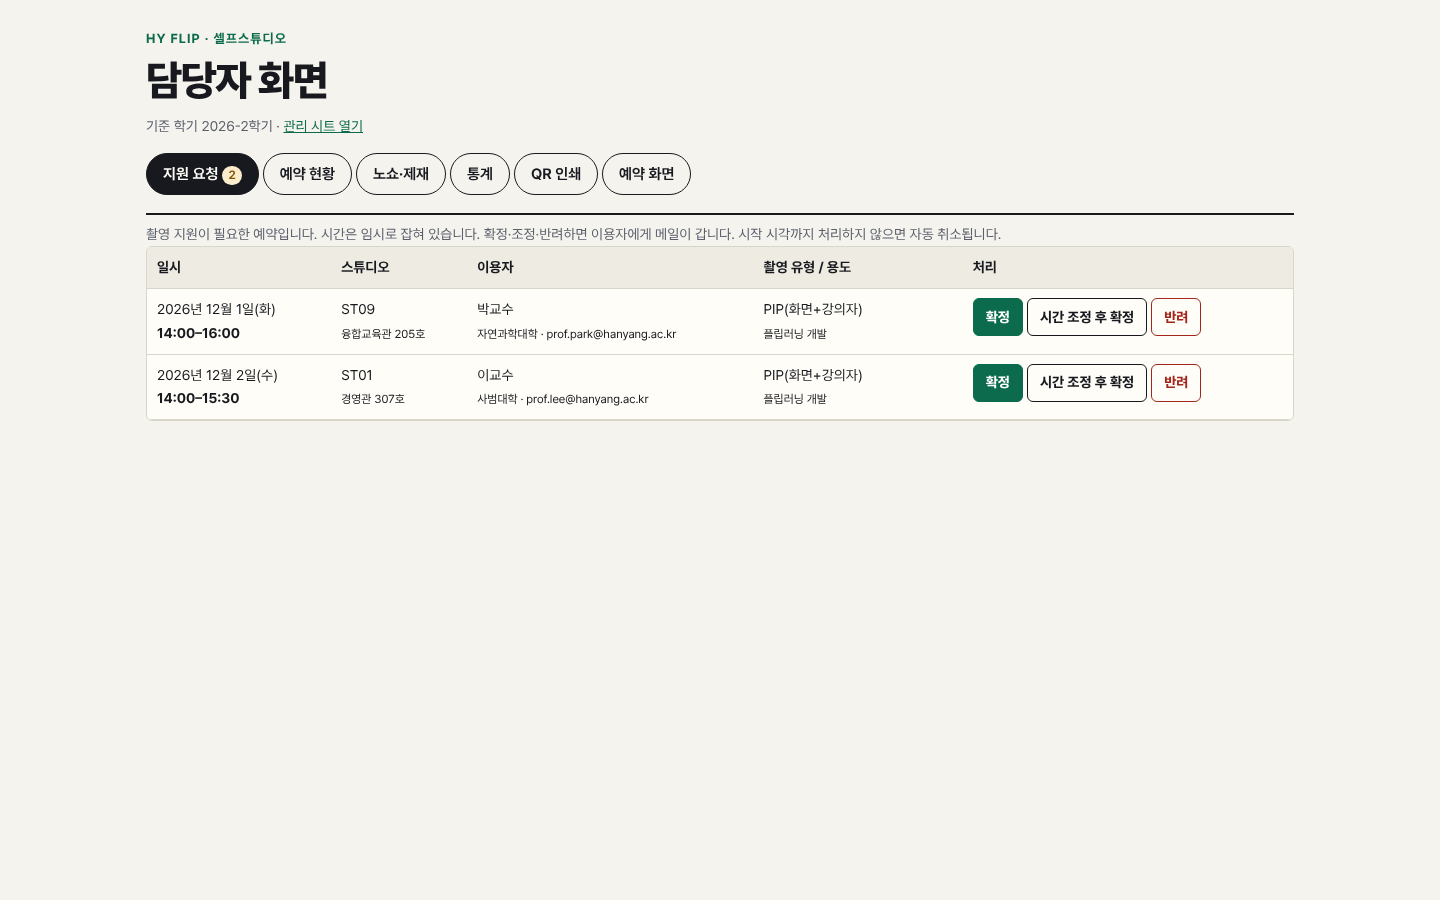 HY FLIP · 셀프스튜디오
담당자 화면
기준 학기 2026-2학기 · 관리 시트 열기
지원 요청 2 예약 현황 노쇼·제재 통계 QR 인쇄 예약 화면
촬영 지원이 필요한 예약입니다. 시간은 임시로 잡혀 있습니다. 확정·조정·반려하면 이용자에게 메일이 갑니다. 시작 시각까지 처리하지 않으면 자동 취소됩니다.
일시 스튜디오 이용자 촬영 유형 / 용도 처리
2026년 12월 1일(화) ST09 박교수 PIP(화면+강의자) 확정 시간 조정 후 확정 반려
14:00–16:00 융합교육관 205호 자연과학대학 · prof.park@hanyang.ac.kr 플립러닝 개발
2026년 12월 2일(수) ST01 이교수 PIP(화면+강의자) 확정 시간 조정 후 확정 반려
14:00–15:30 경영관 307호 사범대학 · prof.lee@hanyang.ac.kr 플립러닝 개발